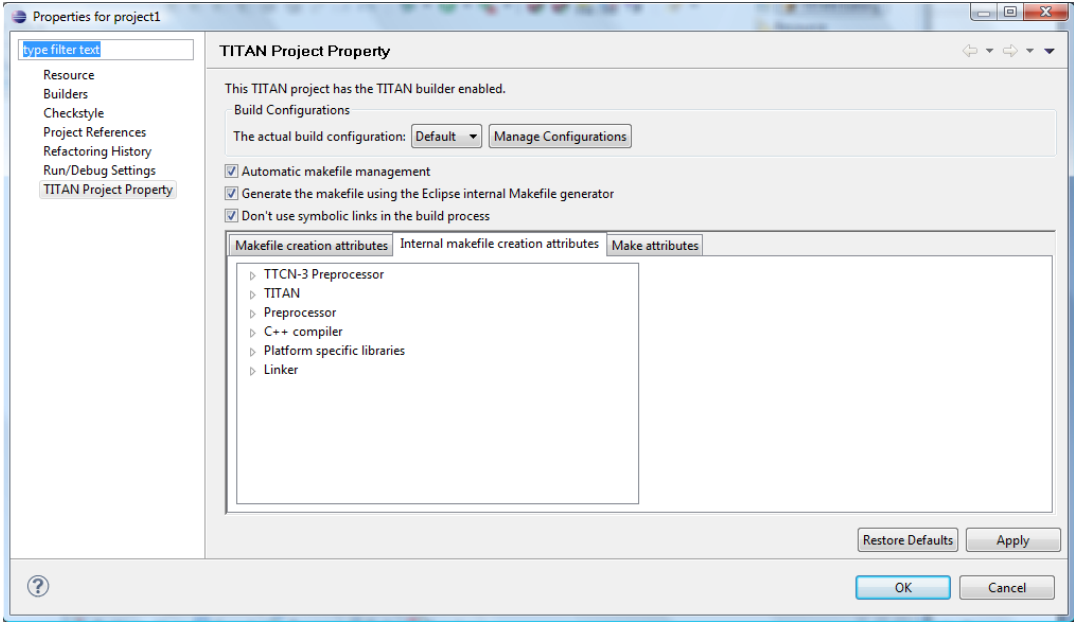 Properties for project1
type filter text
Resource
Builders
Checkstyle
Project References
Refactoring History
Run/Debug Settings
TITAN Project Property
TITAN Project Property
This TITAN project has the TITAN builder enabled.
Build Configurations
The actual build configuration: Default Manage Configurations
Automatic makefile management
Generate the makefile using the Eclipse internal Makefile generator
Don't use symbolic links in the build process
Makefile creation attributes Internal makefile creation attributes Make attributes
TTCN-3 Preprocessor
TITAN
Preprocessor
C++ compiler
Platform specific libraries
Linker
Restore Defaults Apply
OK Cancel